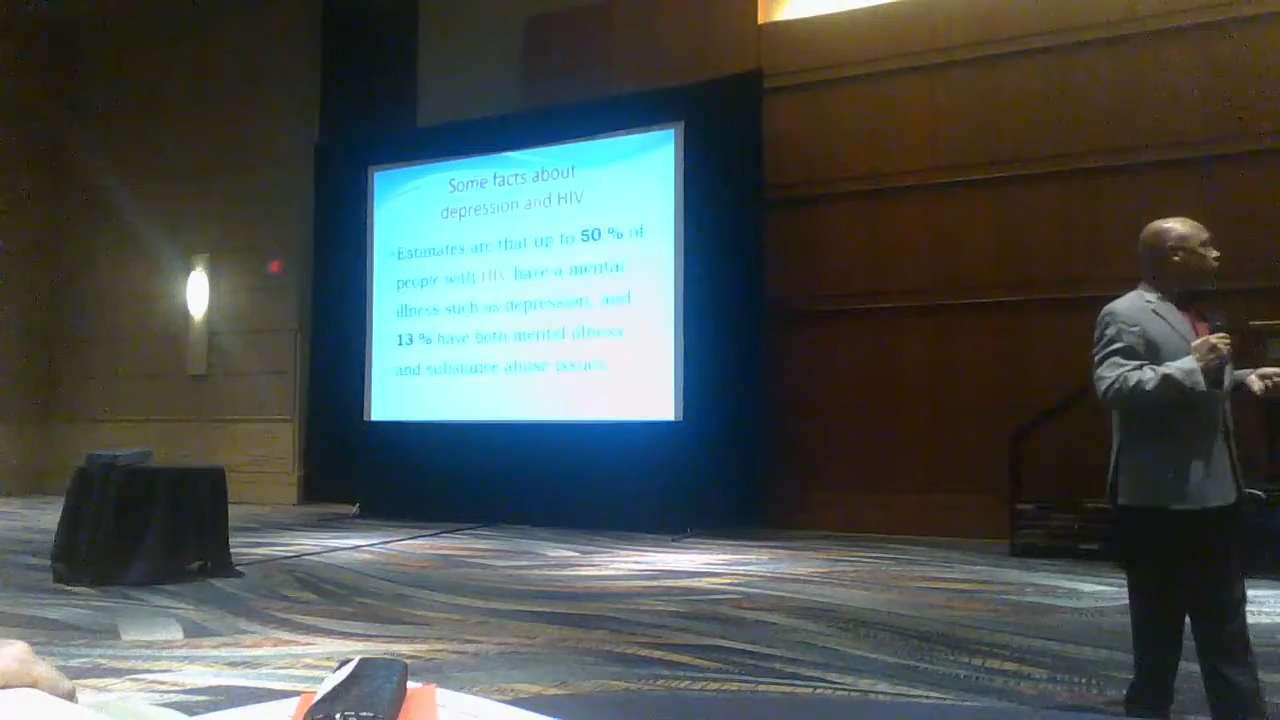 Some facts about
depression and HIV
Estimates are that up to 50 % of
people with HIV have a mental
illness such as depression, and
13 % have both mental illness
and substance abuse issues.